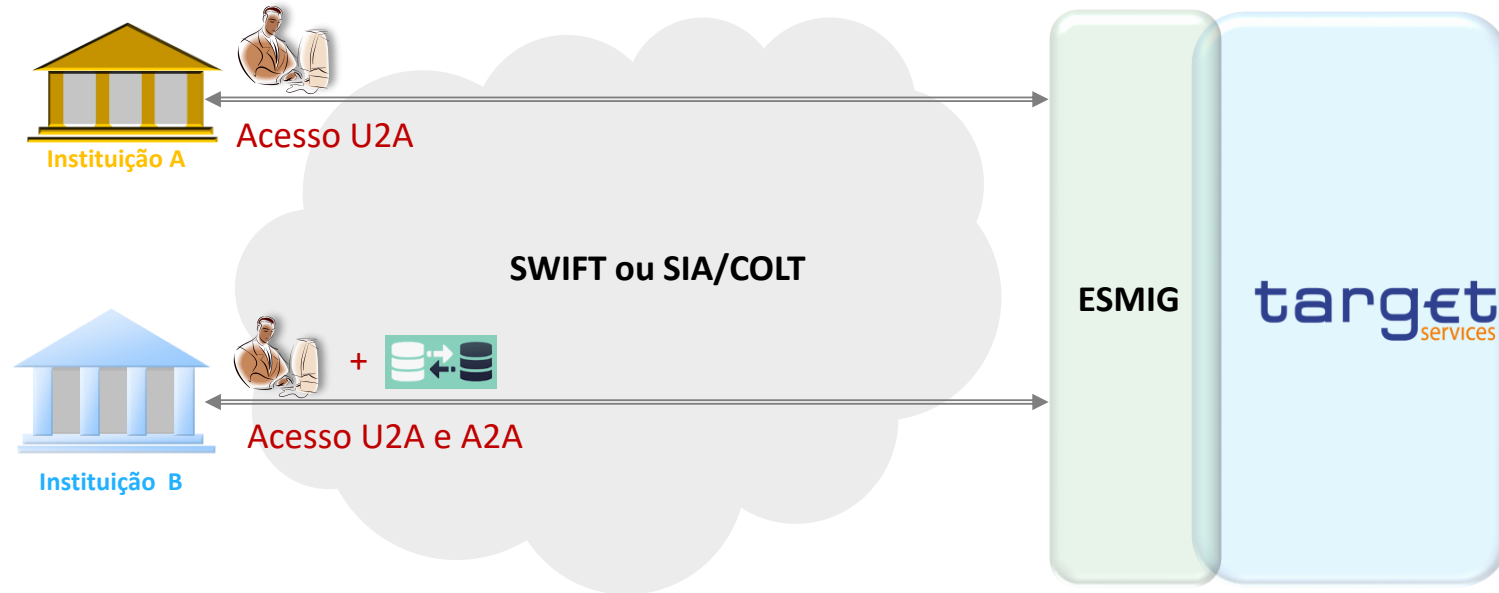 Acesso U2A
Instituição A
SWIFT ou SIA/COLT
ESMIG
target
services
+
Acesso U2A e A2A
Instituição B